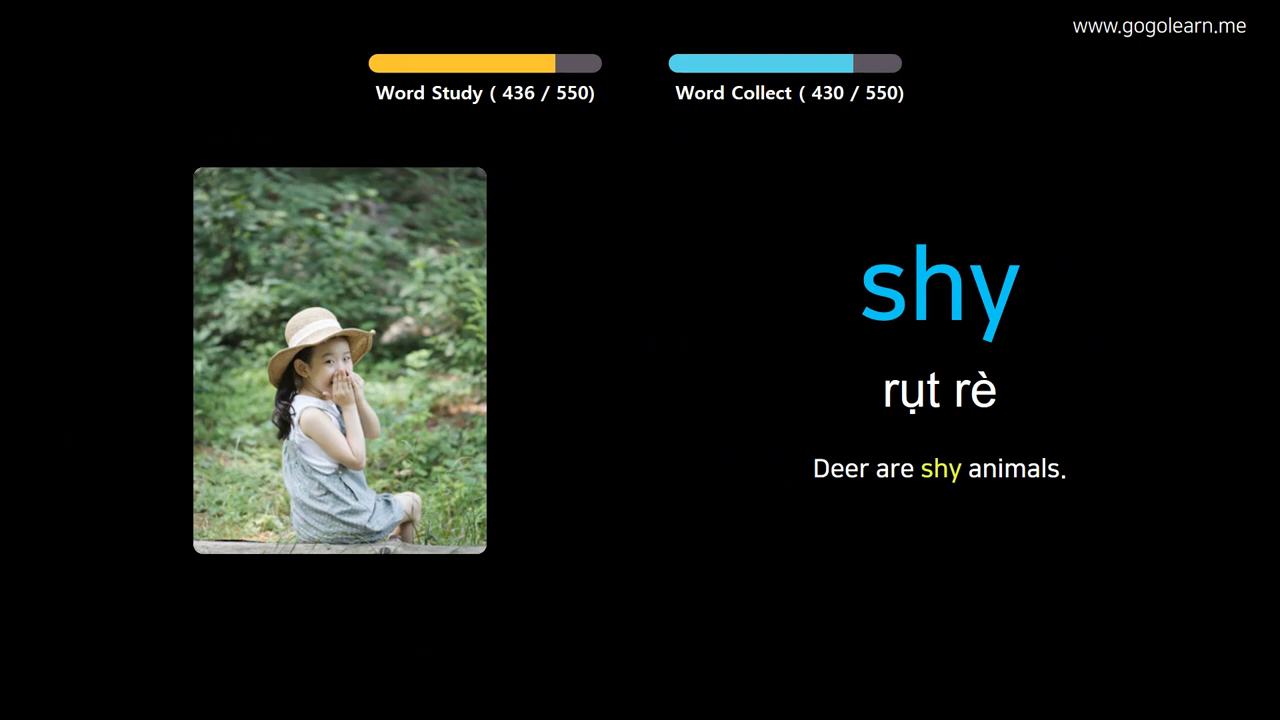 www.gogolearn.me
Word Study ( 436 / 550)
Word Collect ( 430 / 550)
shy
rụt rè
Deer are shy animals.